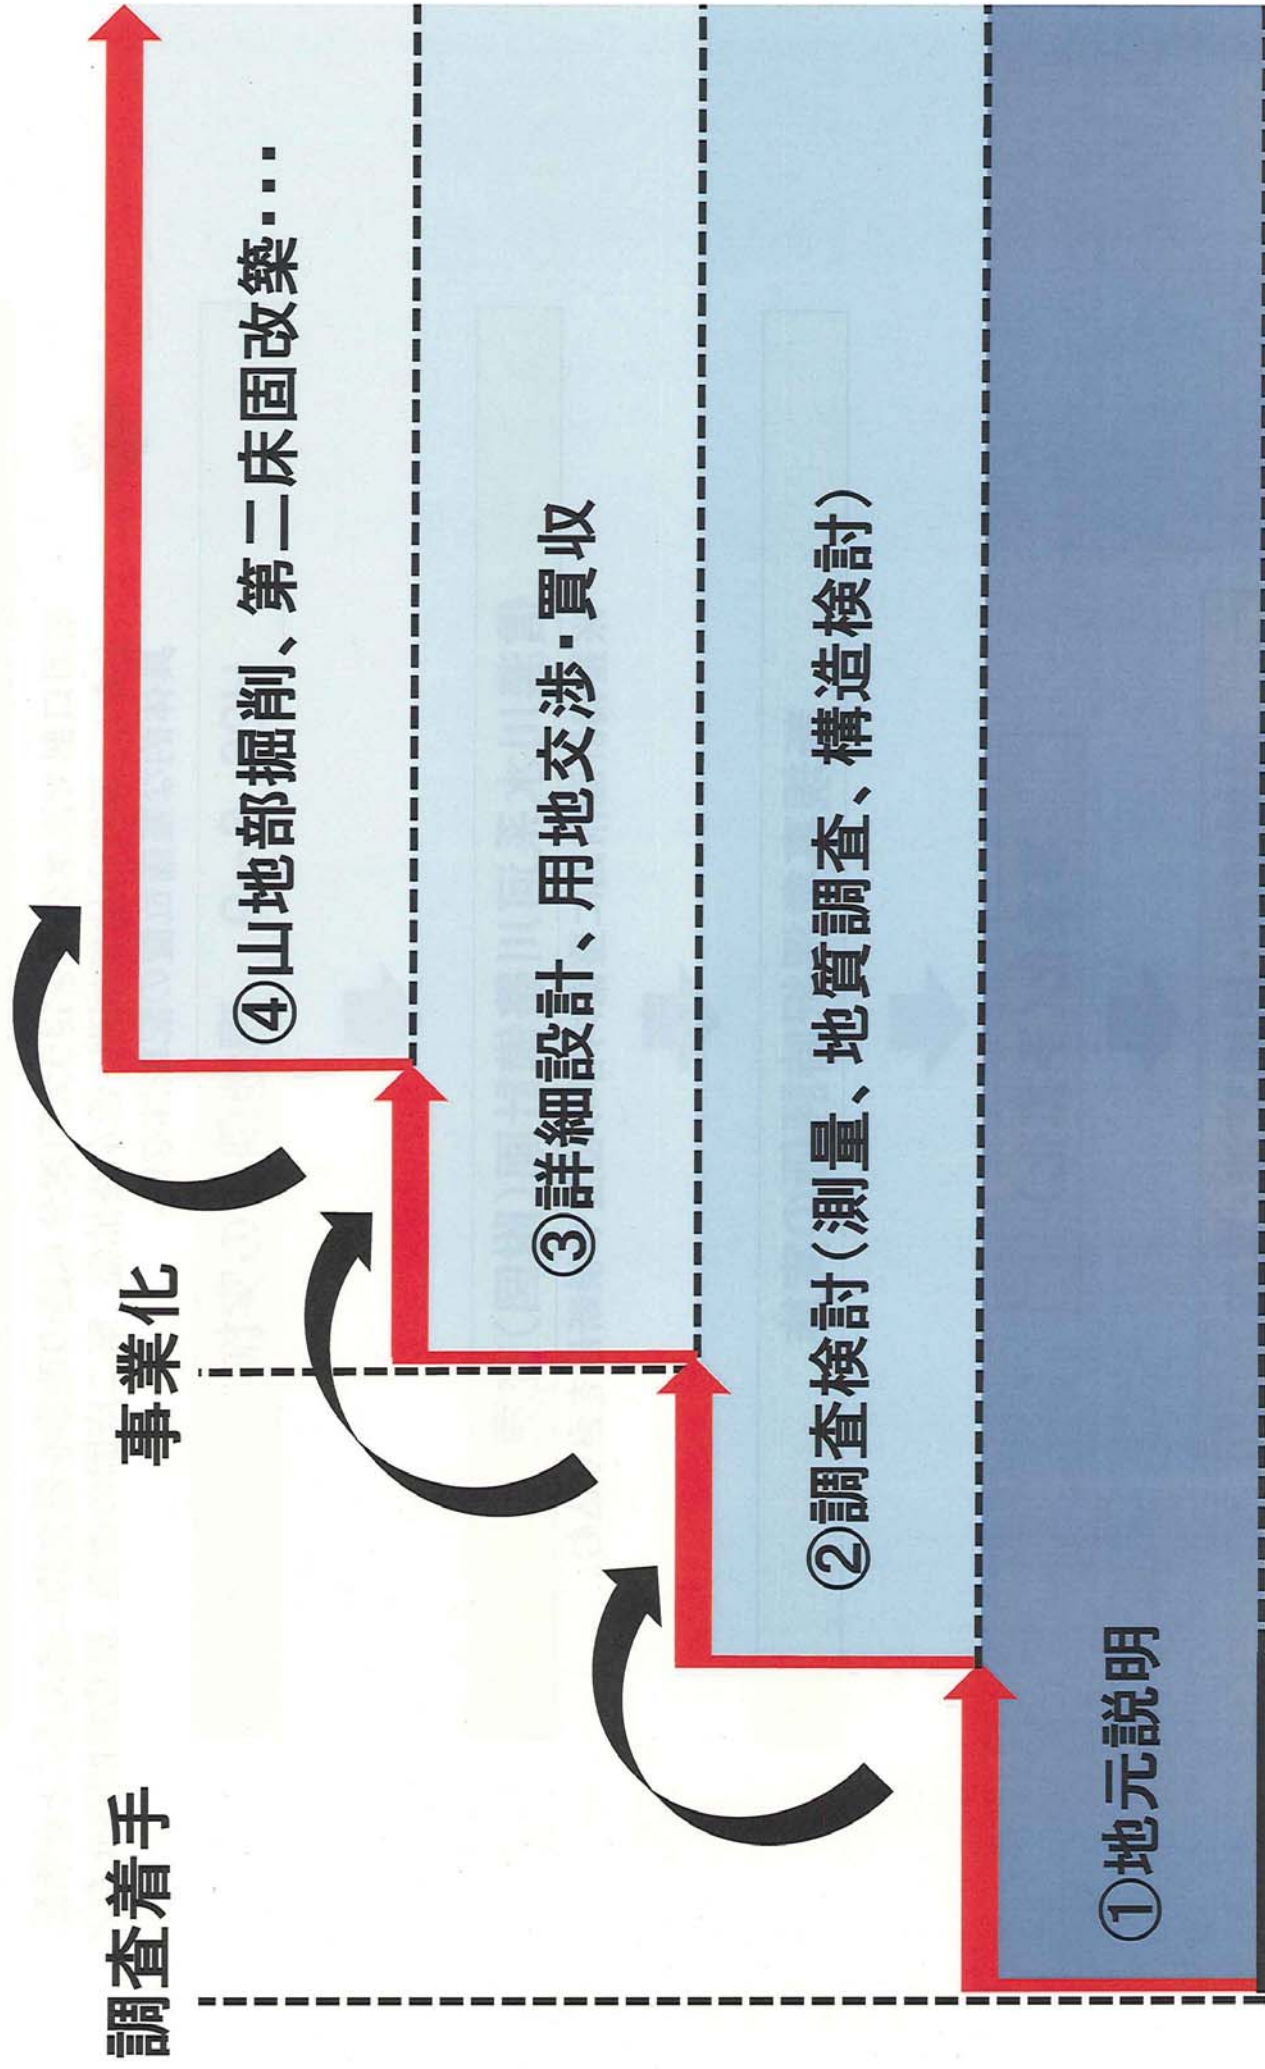 調査着手
事業化
④山地部掘削、第二床固改築･･･
③詳細設計、用地交渉･買収
②調査検討（測量、地質調査、構造検討）
①地元説明